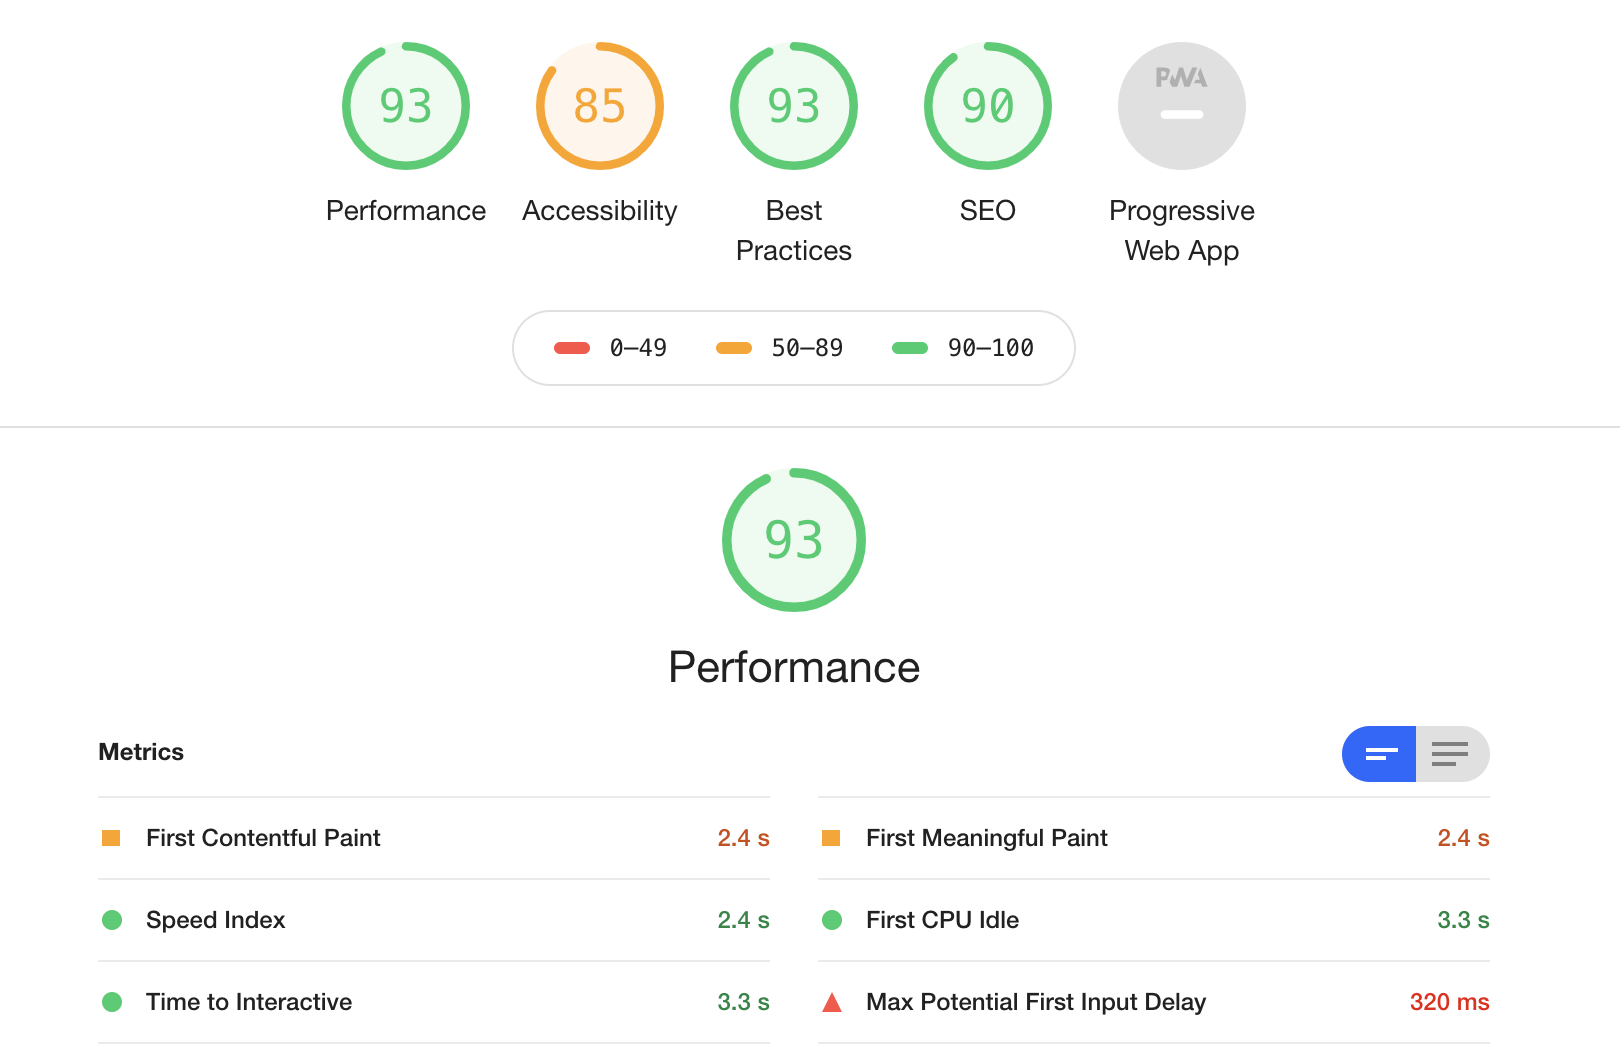 93 85 93 90 PWA
Performance Accessibility Best Practices SEO Progressive Web App
0–49 50–89 90–100
93
Performance
Metrics
First Contentful Paint 2.4 s
First Meaningful Paint 2.4 s
Speed Index 2.4 s
First CPU Idle 3.3 s
Time to Interactive 3.3 s
Max Potential First Input Delay 320 ms